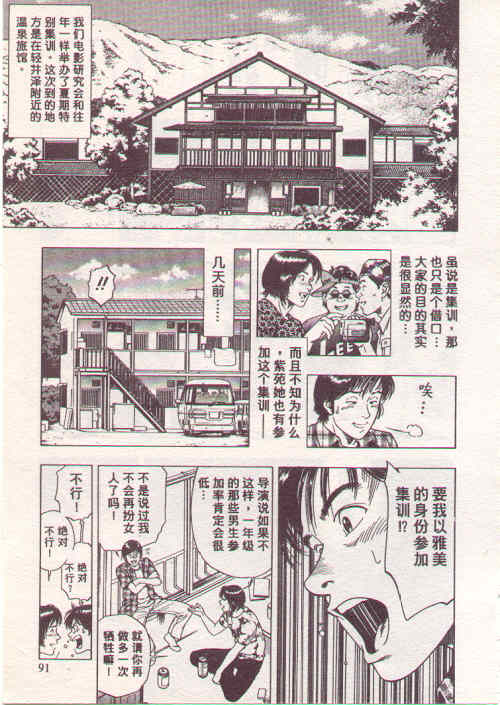 我们电影研究会和往
年一样举办了夏期特
别集训。这次到的地
方是在轻井泽附近的
温泉旅馆。
虽说是集训，那
也只是个借口…
大家的目的其实
是很显然的…
而且不知为什么
，紫苑她也有参
加这个集训——
唉…
几天前……
!!
要我以雅美
的身份参加
集训!?
导演说如果不
这样，一年级
的那些男生参
加率肯定会很
低…
不是说过我
不会再扮女
人了吗！
就请你再
做多一次
牺牲嘛！
不行！
绝对
不行！
绝对
不行！
91